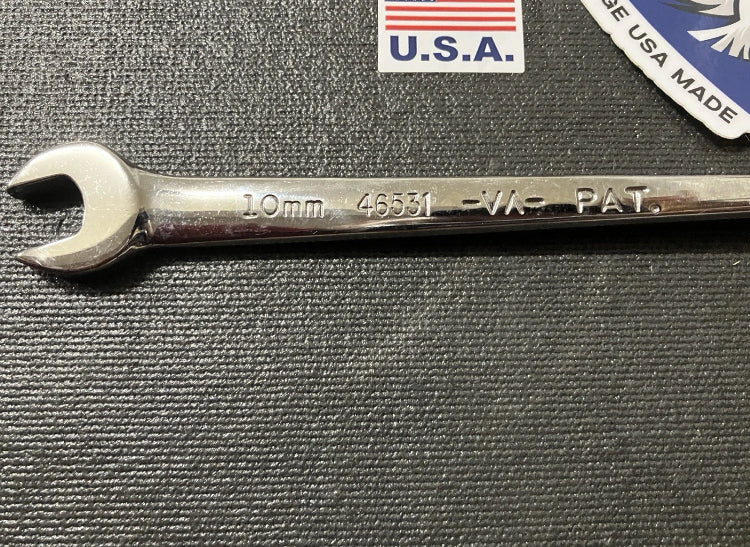 U.S.A.
GE USA MADE
10mm 46531 -VA- PAT.